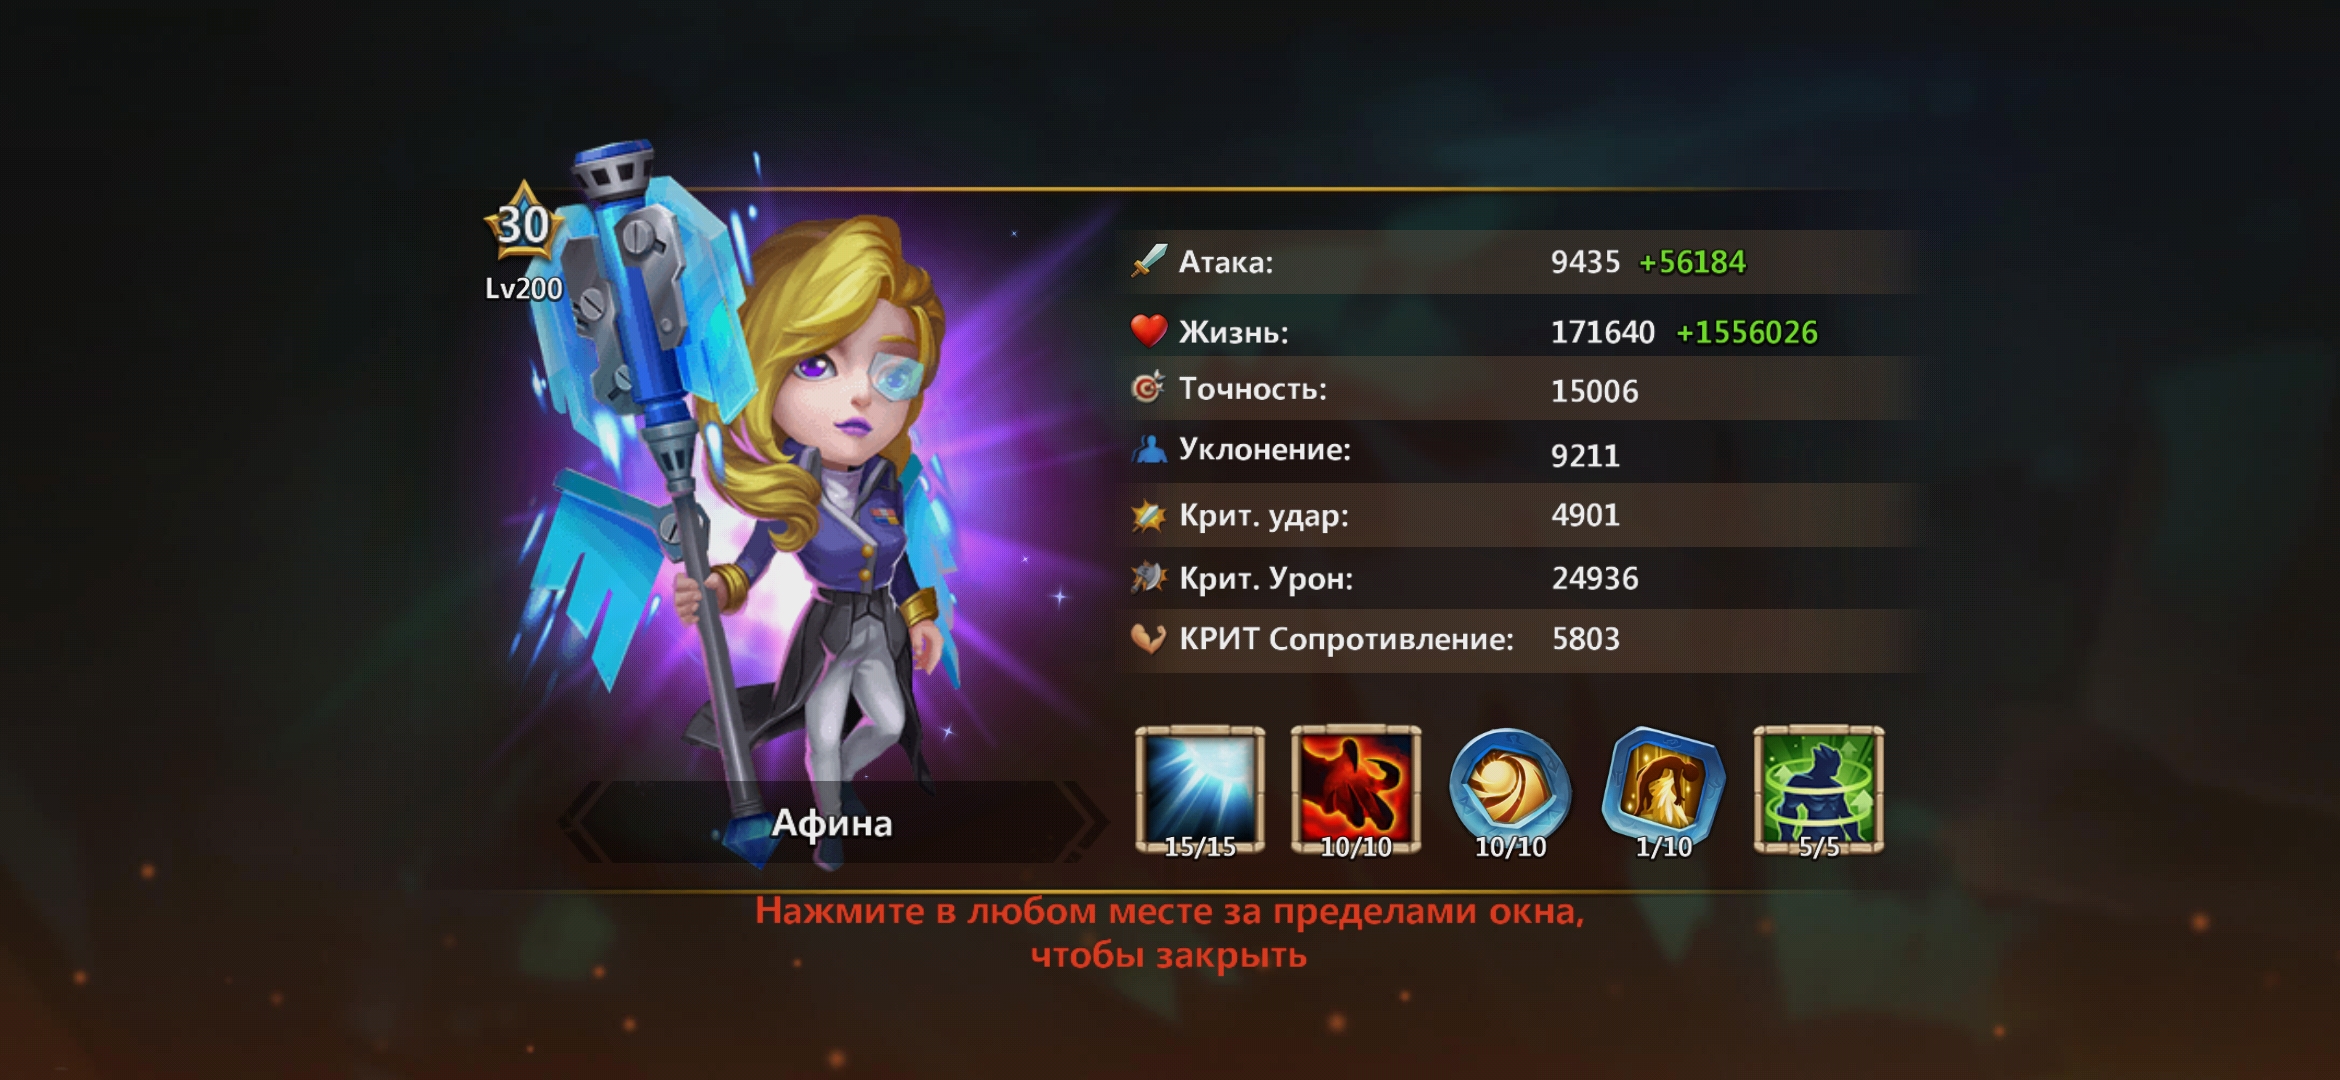 30
Lv200
Атака: 9435 +56184
Жизнь: 171640 +1556026
Точность: 15006
Уклонение: 9211
Крит. удар: 4901
Крит. Урон: 24936
КРИТ Сопротивление: 5803
Афина
15/15 10/10 10/10 1/10 5/5
Нажмите в любом месте за пределами окна,
чтобы закрыть